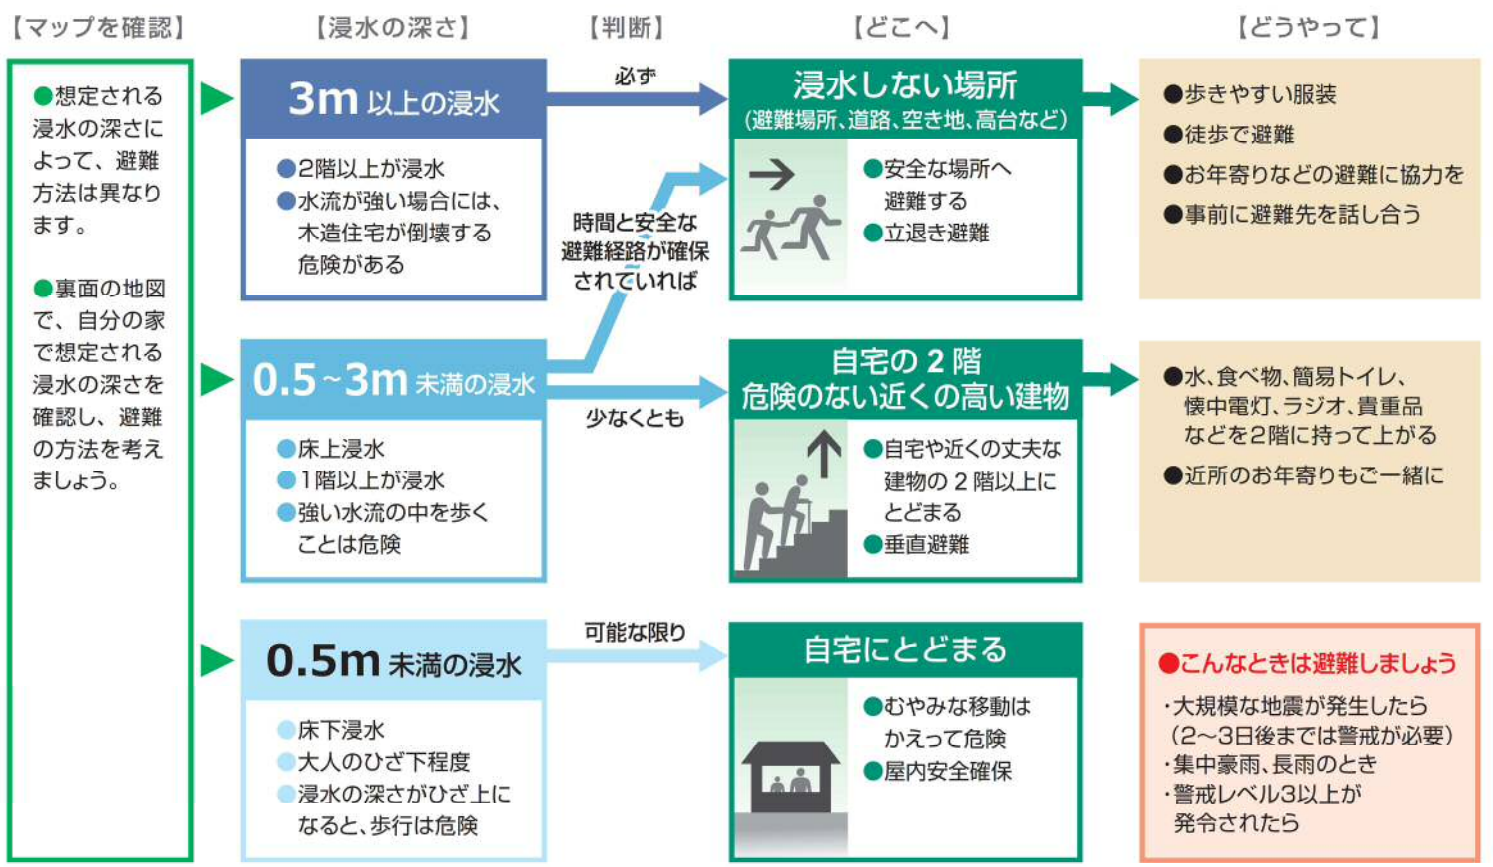 【マップを確認】
【浸水の深さ】
【判断】
【どこへ】
【どうやって】
●想定される
浸水の深さに
よって、避難
方法は異なり
ます。
●裏面の地図
で、自分の家
で想定される
浸水の深さを
確認し、避難
の方法を考え
ましょう。
3m 以上の浸水
●2階以上が浸水
●水流が強い場合には、
木造住宅が倒壊する
危険がある
必ず
浸水しない場所
(避難場所、道路、空き地、高台など)
●安全な場所へ
避難する
●立退き避難
●歩きやすい服装
●徒歩で避難
●お年寄りなどの避難に協力を
●事前に避難先を話し合う
時間と安全な
避難経路が確保
されていれば
0.5~3m 未満の浸水
●床上浸水
●1階以上が浸水
●強い水流の中を歩く
ことは危険
少なくとも
自宅の 2 階
危険のない近くの高い建物
●自宅や近くの丈夫な
建物の 2 階以上に
とどまる
●垂直避難
●水、食べ物、簡易トイレ、
懐中電灯、ラジオ、貴重品
などを2階に持って上がる
●近所のお年寄りもご一緒に
0.5m 未満の浸水
●床下浸水
●大人のひざ下程度
●浸水の深さがひざ上に
なると、歩行は危険
可能な限り
自宅にとどまる
●むやみな移動は
かえって危険
●屋内安全確保
●こんなときは避難しましょう
・大規模な地震が発生したら
(2〜3日後までは警戒が必要)
・集中豪雨、長雨のとき
・警戒レベル3以上が
発令されたら